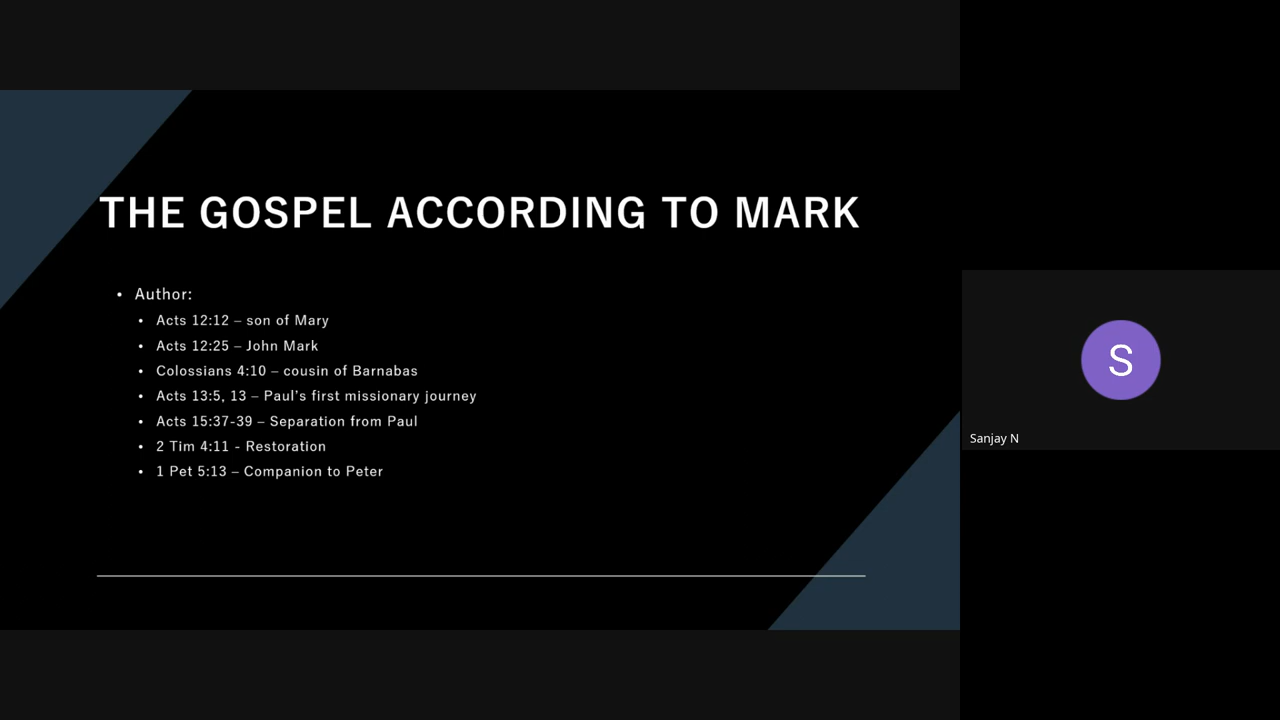 THE GOSPEL ACCORDING TO MARK
• Author:
• Acts 12:12 – son of Mary
• Acts 12:25 – John Mark
• Colossians 4:10 – cousin of Barnabas
• Acts 13:5, 13 – Paul’s first missionary journey
• Acts 15:37-39 – Separation from Paul
• 2 Tim 4:11 - Restoration
• 1 Pet 5:13 – Companion to Peter
S
Sanjay N